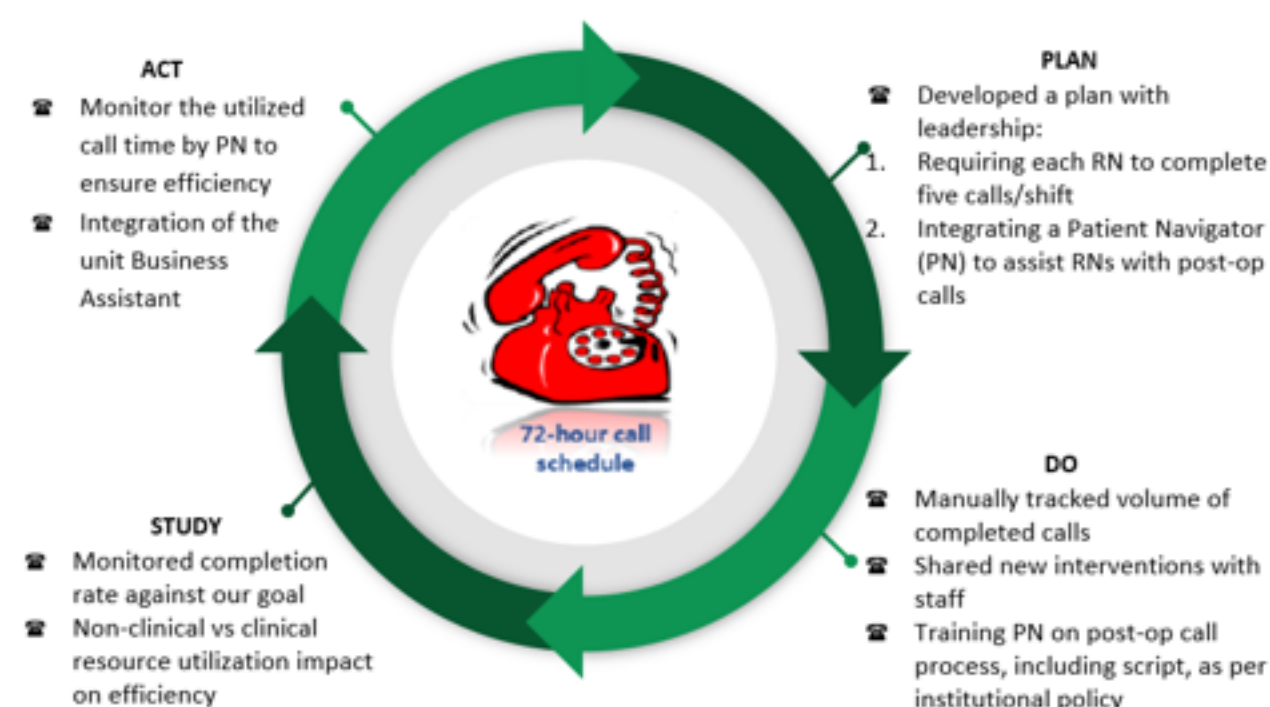 ACT
☎ Monitor the utilized
call time by PN to
ensure efficiency
☎ Integration of the
unit Business
Assistant
PLAN
☎ Developed a plan with
leadership:
1. Requiring each RN to complete
five calls/shift
2. Integrating a Patient Navigator
(PN) to assist RNs with post-op
calls
72-hour call
schedule
STUDY
☎ Monitored completion
rate against our goal
☎ Non-clinical vs clinical
resource utilization impact
on efficiency
DO
☎ Manually tracked volume of
completed calls
☎ Shared new interventions with
staff
☎ Training PN on post-op call
process, including script, as per
institutional policy